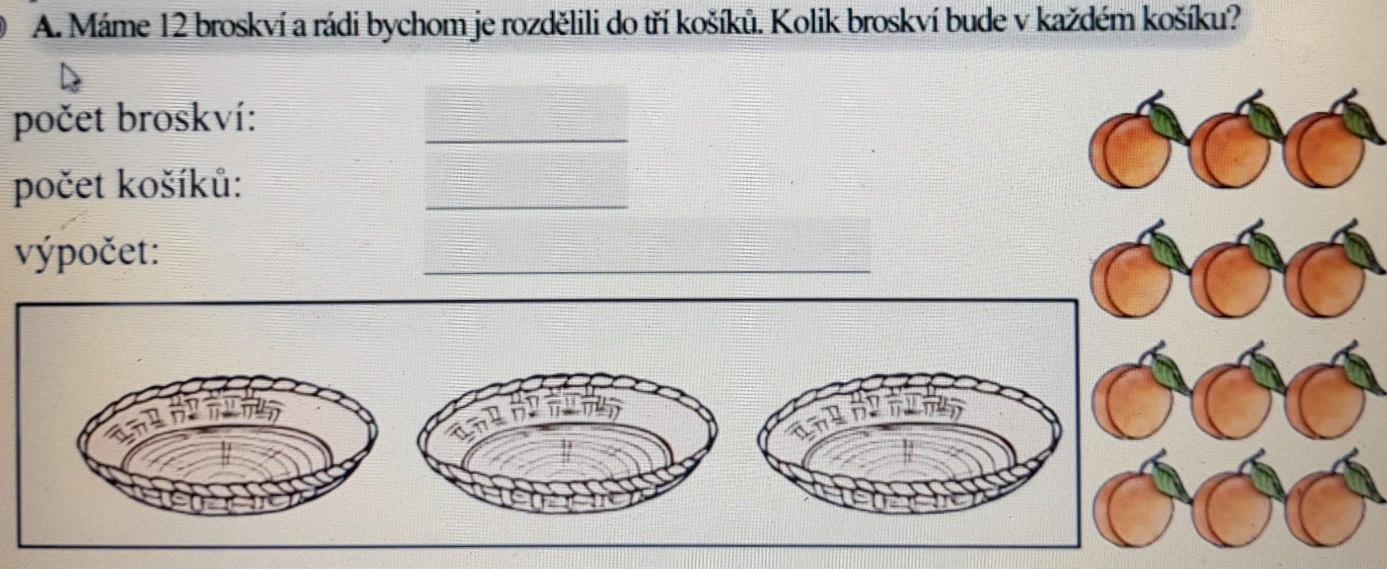 A. Máme 12 broskví a rádi bychom je rozdělili do tří košíků. Kolik broskví bude v každém košíku?
počet broskví:
počet košíků:
výpočet: